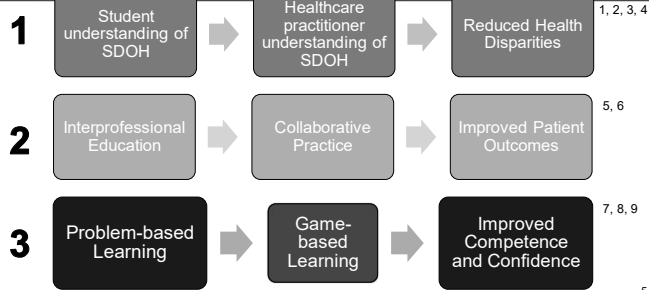 1
Student
understanding of
SDOH
Healthcare
practitioner
understanding of
SDOH
Reduced Health
Disparities
1, 2, 3, 4
2
Interprofessional
Education
Collaborative
Practice
Improved Patient
Outcomes
5, 6
3
Problem-based
Learning
Game-
based
Learning
Improved
Competence
and Confidence
7, 8, 9